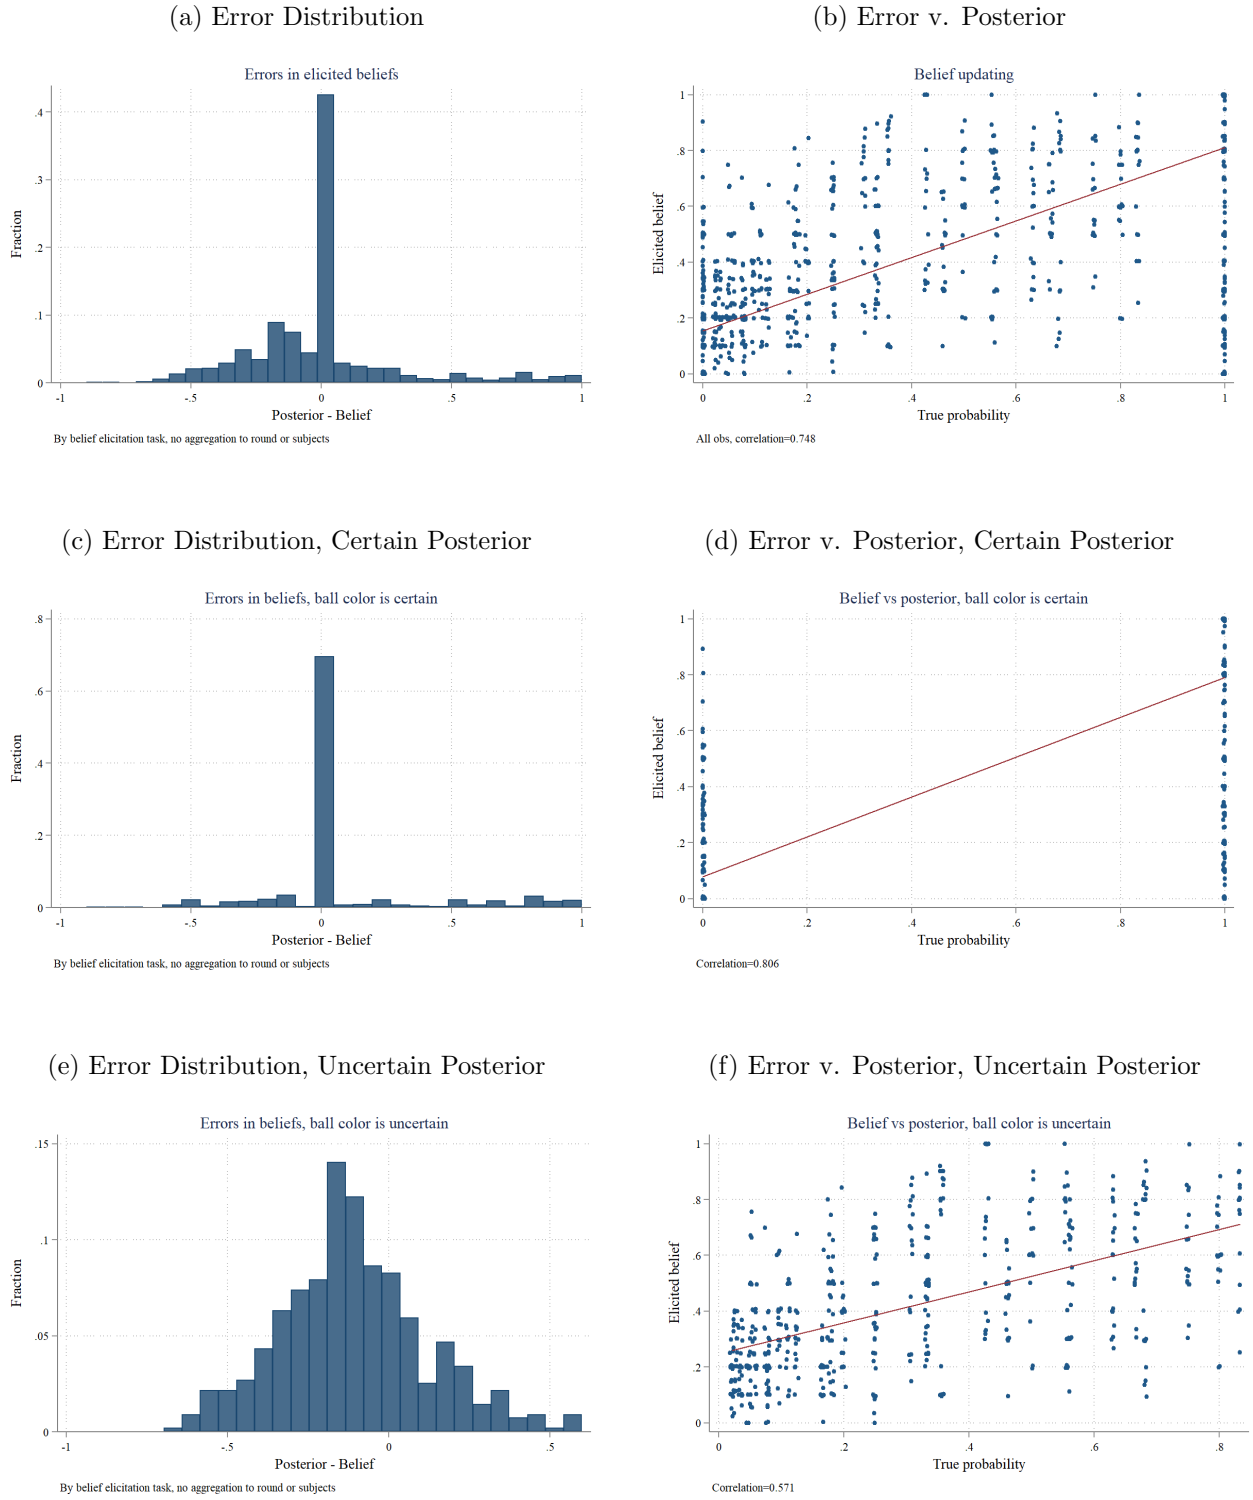 (a) Error Distribution
Errors in elicited beliefs
Fraction
.4
.3
.2
.1
0
-1
-.5
0
.5
1
Posterior - Belief
By belief elicitation task, no aggregation to round or subjects
(b) Error v. Posterior
Belief updating
Elicited belief
1
.8
.6
.4
.2
0
0
.2
.4
.6
.8
1
True probability
All obs, correlation=0.748
(c) Error Distribution, Certain Posterior
Errors in beliefs, ball color is certain
Fraction
.8
.6
.4
.2
0
-1
-.5
0
.5
1
Posterior - Belief
By belief elicitation task, no aggregation to round or subjects
(d) Error v. Posterior, Certain Posterior
Belief vs posterior, ball color is certain
Elicited belief
1
.8
.6
.4
.2
0
0
.2
.4
.6
.8
1
True probability
Correlation=0.806
(e) Error Distribution, Uncertain Posterior
Errors in beliefs, ball color is uncertain
Fraction
.15
.1
.05
0
-1
-.5
0
.5
Posterior - Belief
By belief elicitation task, no aggregation to round or subjects
(f) Error v. Posterior, Uncertain Posterior
Belief vs posterior, ball color is uncertain
Elicited belief
1
.8
.6
.4
.2
0
0
.2
.4
.6
.8
True probability
Correlation=0.571